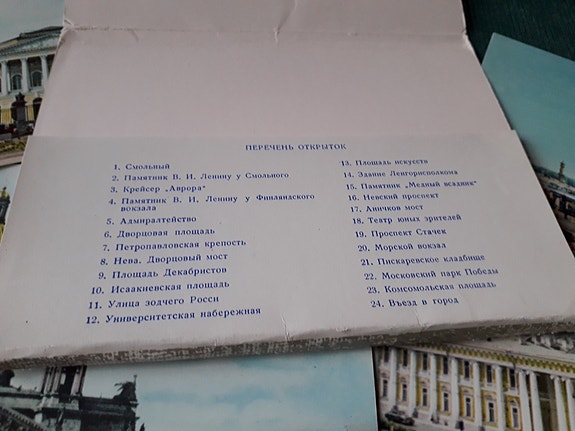 ПЕРЕЧЕНЬ ОТКРЫТОК
1. Смольный
2. Памятник В. И. Ленину у Смольного
3. Крейсер „Аврора“
4. Памятник В. И. Ленину у Финляндского
вокзала
5. Адмиралтейство
6. Дворцовая площадь
7. Петропавловская крепость
8. Нева. Дворцовый мост
9. Площадь Декабристов
10. Исаакиевская площадь
11. Улица зодчего Росси
12. Университетская набережная
13. Площадь искусств
14. Здание Ленгорисполкома
15. Памятник „Медный всадник“
16. Невский проспект
17. Аничков мост
18. Театр юных зрителей
19. Проспект Стачек
20. Морской вокзал
21. Пискаревское кладбище
22. Московский парк Победы
23. Комсомольская площадь
24. Въезд в город